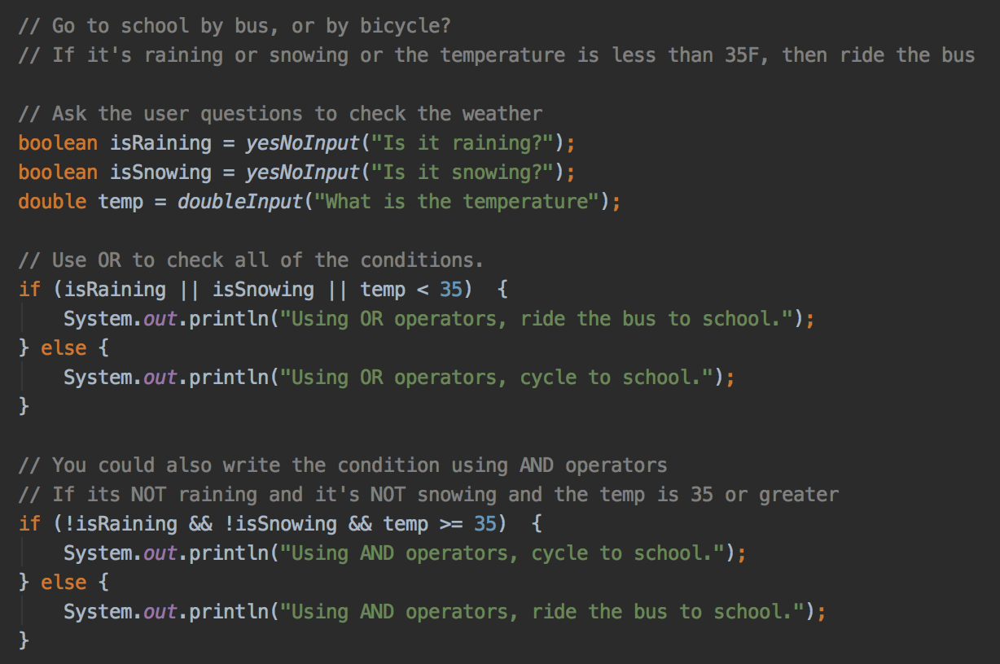 // Go to school by bus, or by bicycle?
// If it's raining or snowing or the temperature is less than 35F, then ride the bus

// Ask the user questions to check the weather
boolean isRaining = yesNoInput("Is it raining?");
boolean isSnowing = yesNoInput("Is it snowing?");
double temp = doubleInput("What is the temperature");

// Use OR to check all of the conditions.
if (isRaining || isSnowing || temp < 35)  {
    System.out.println("Using OR operators, ride the bus to school.");
} else {
    System.out.println("Using OR operators, cycle to school.");
}

// You could also write the condition using AND operators
// If its NOT raining and it's NOT snowing and the temp is 35 or greater
if (!isRaining && !isSnowing && temp >= 35)  {
    System.out.println("Using AND operators, cycle to school.");
} else {
    System.out.println("Using AND operators, ride the bus to school.");
}